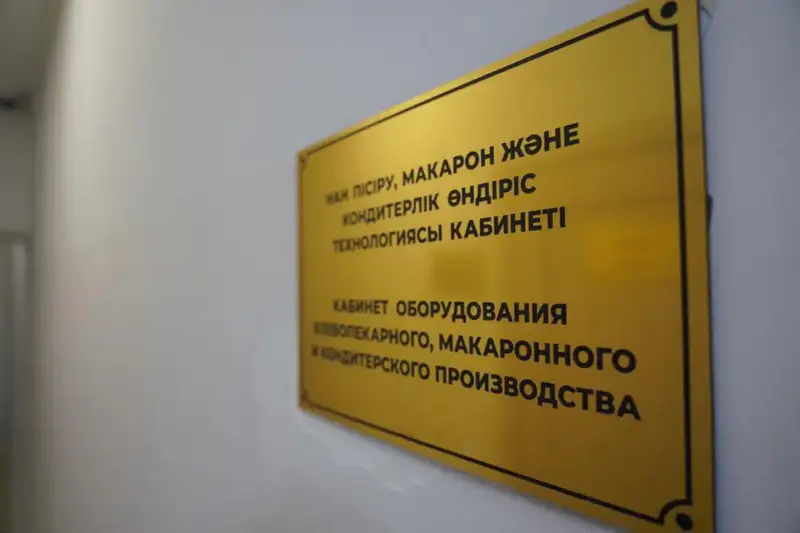 НАН ПІСІРУ, МАКАРОН ЖӘНЕ
КОНДИТЕРЛІК ӨНДІРІС
ТЕХНОЛОГИЯСЫ КАБИНЕТІ
КАБИНЕТ ОБОРУДОВАНИЯ
ХЛЕБОПЕКАРНОГО, МАКАРОННОГО
И КОНДИТЕРСКОГО ПРОИЗВОДСТВА